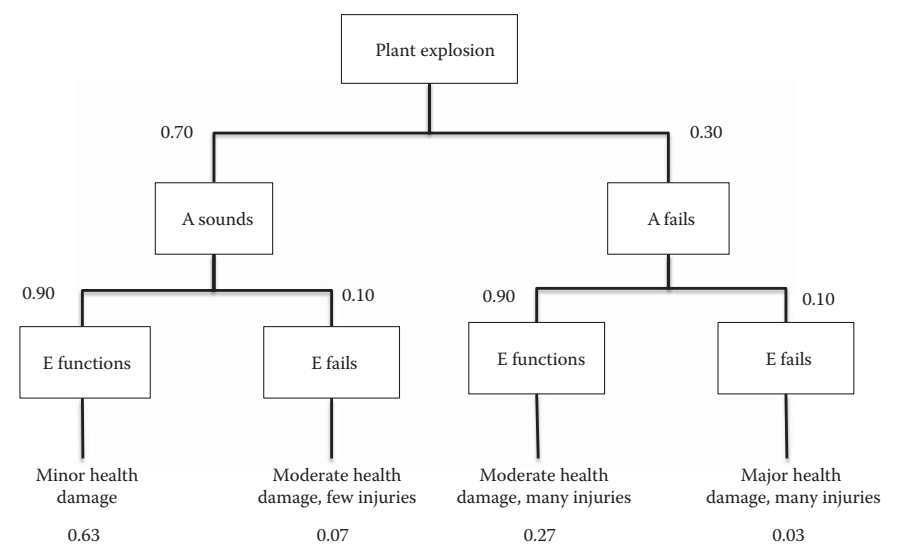 Plant explosion
0.70
0.30
A sounds
A fails
0.90
0.10
0.90
0.10
E functions
E fails
E functions
E fails
Minor health
damage
Moderate health
damage, few injuries
Moderate health
damage, many injuries
Major health
damage, many injuries
0.63
0.07
0.27
0.03